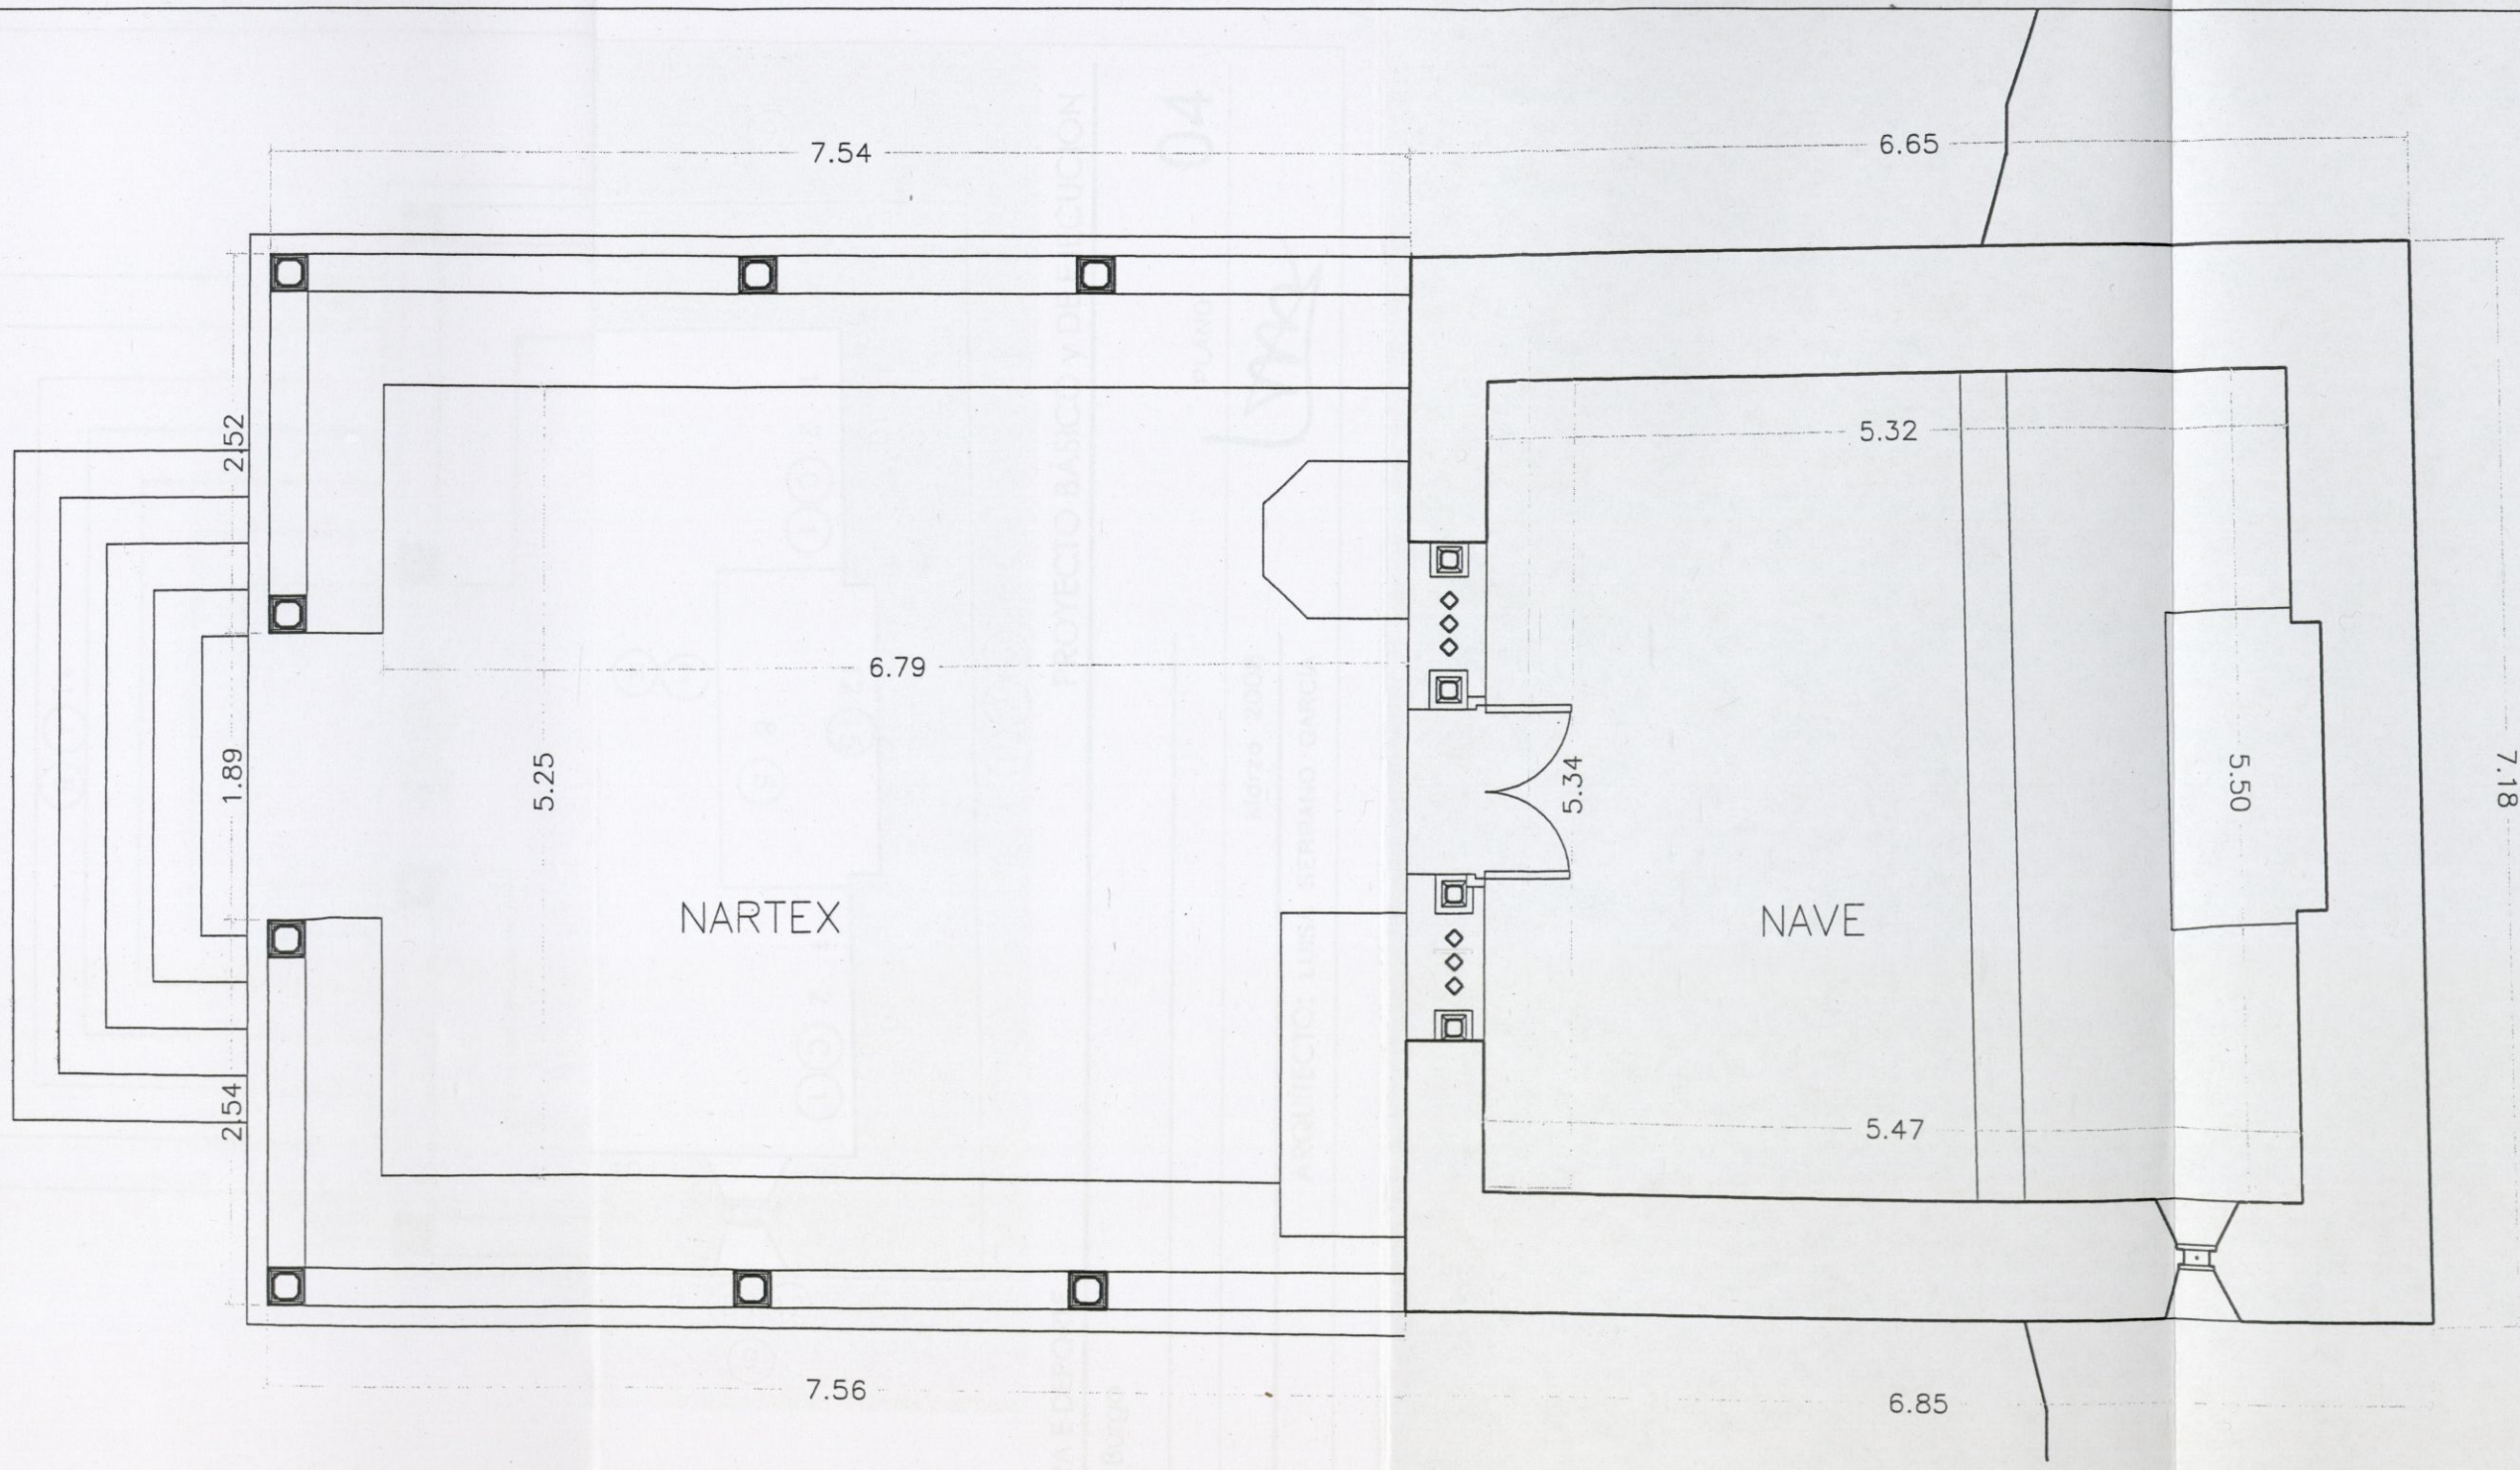 7.54
6.65
2.52
5.32
6.79
1.89
5.25
5.34
5.50
7.18
NARTEX
NAVE
2.54
5.47
7.56
6.85
04
PLANO
PROYECTO BASICO y DE EJECUCION
Marzo
ARQUITECTO: LUIS SERRANO GARCIA